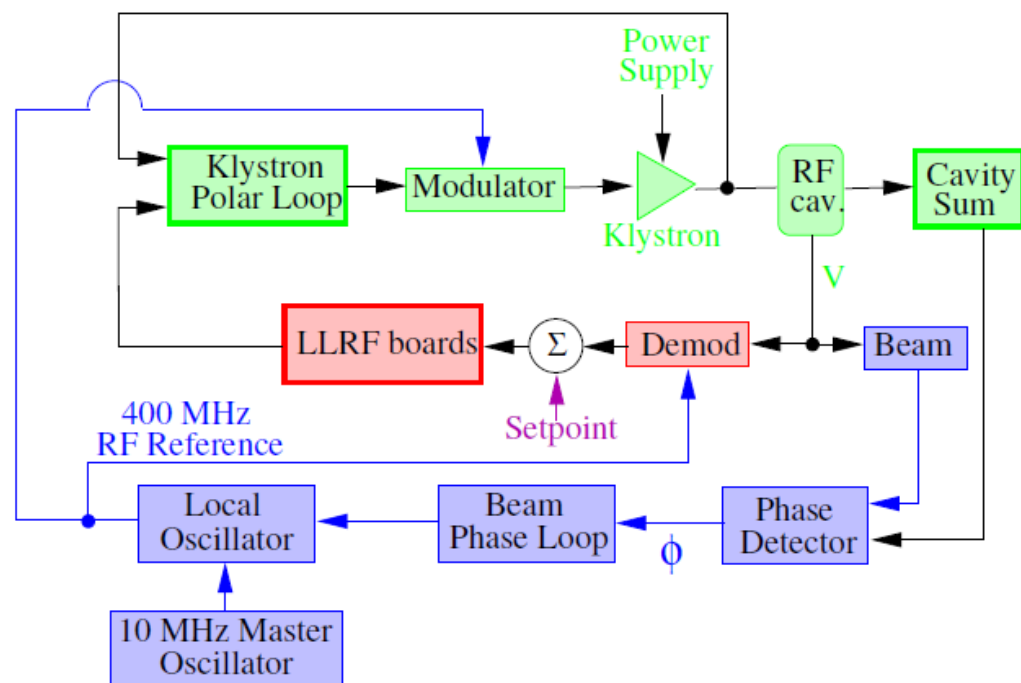 Power
Supply
Klystron
Polar Loop
Modulator
Klystron
RF
cav.
Cavity
Sum
V
LLRF boards
Σ
Demod
Beam
Setpoint
400 MHz
RF Reference
Local
Oscillator
Beam
Phase Loop
ϕ
Phase
Detector
10 MHz Master
Oscillator